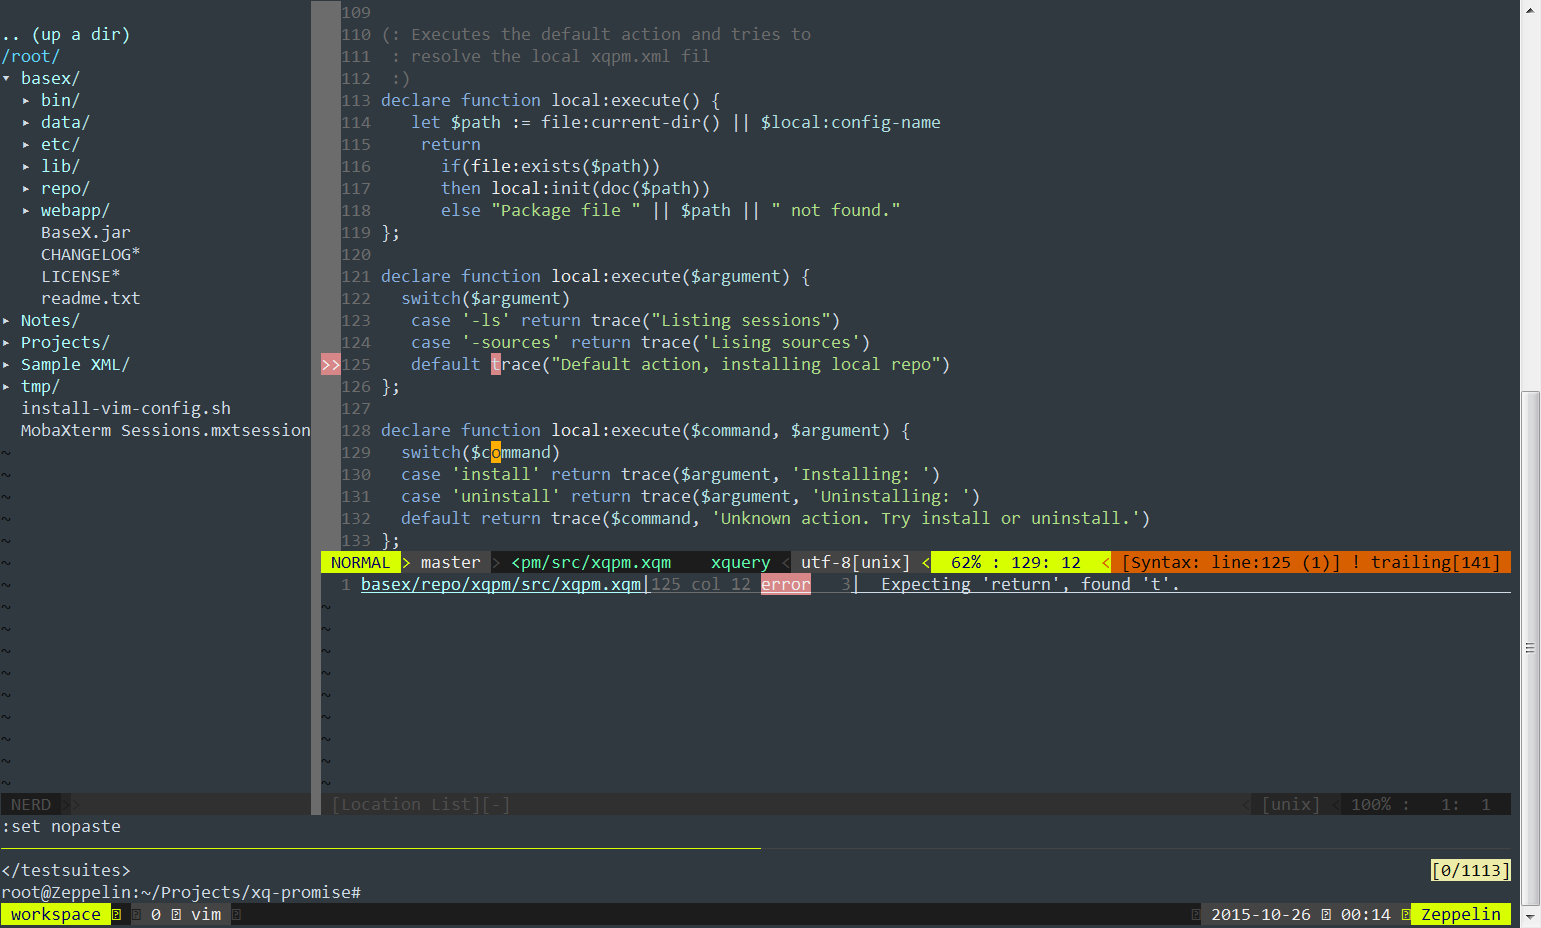 .. (up a dir)
/root/
▾ basex/
▸ bin/
▸ data/
▸ etc/
▸ lib/
▸ repo/
▸ webapp/
BaseX.jar
CHANGELOG*
LICENSE*
readme.txt
▸ Notes/
▸ Projects/
▸ Sample XML/
▸ tmp/
install-vim-config.sh
MobaXterm Sessions.mxtsession
109
110 (: Executes the default action and tries to
111  : resolve the local xqpm.xml fil
112  :)
113 declare function local:execute() {
114    let $path := file:current-dir() || $local:config-name
115     return
116       if(file:exists($path))
117       then local:init(doc($path))
118       else "Package file " || $path || " not found."
119 };
120
121 declare function local:execute($argument) {
122   switch($argument)
123    case '-ls' return trace("Listing sessions")
124    case '-sources' return trace('Lising sources')
>>125    default trace("Default action, installing local repo")
126 };
127
128 declare function local:execute($command, $argument) {
129   switch($command)
130   case 'install' return trace($argument, 'Installing: ')
131   case 'uninstall' return trace($argument, 'Uninstalling: ')
132   default return trace($command, 'Unknown action. Try install or uninstall.')
133 };
NORMAL > master > <pm/src/xqpm.xqm    xquery < utf-8[unix] <  62% : 129: 12  < [Syntax: line:125 (1)] ! trailing[141]
1 basex/repo/xqpm/src/xqpm.xqm|125 col 12 error   3|  Expecting 'return', found 't'.
NERD >> [Location List][-] < [unix] < 100% :   1:  1
:set nopaste
</testsuites> [0/1113]
root@Zeppelin:~/Projects/xq-promise#
workspace 0 vim 2015-10-26 00:14 Zeppelin